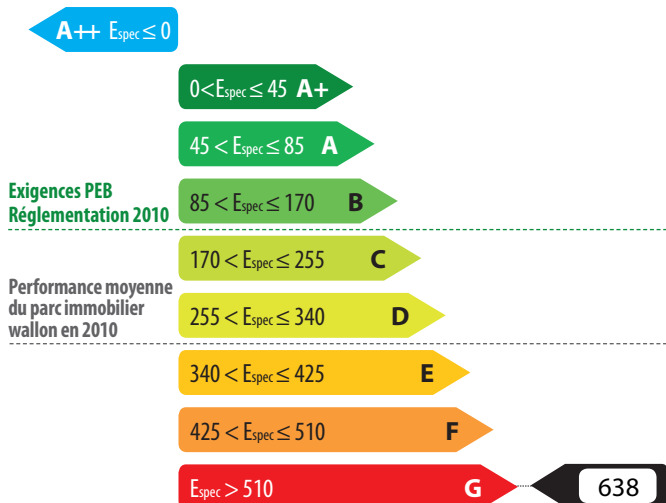 A++ Espec ≤ 0
0 < Espec ≤ 45 A+
45 < Espec ≤ 85 A
Exigences PEB
Réglementation 2010
85 < Espec ≤ 170 B
170 < Espec ≤ 255 C
Performance moyenne
du parc immobilier
wallon en 2010
255 < Espec ≤ 340 D
340 < Espec ≤ 425 E
425 < Espec ≤ 510 F
Espec > 510 G 638